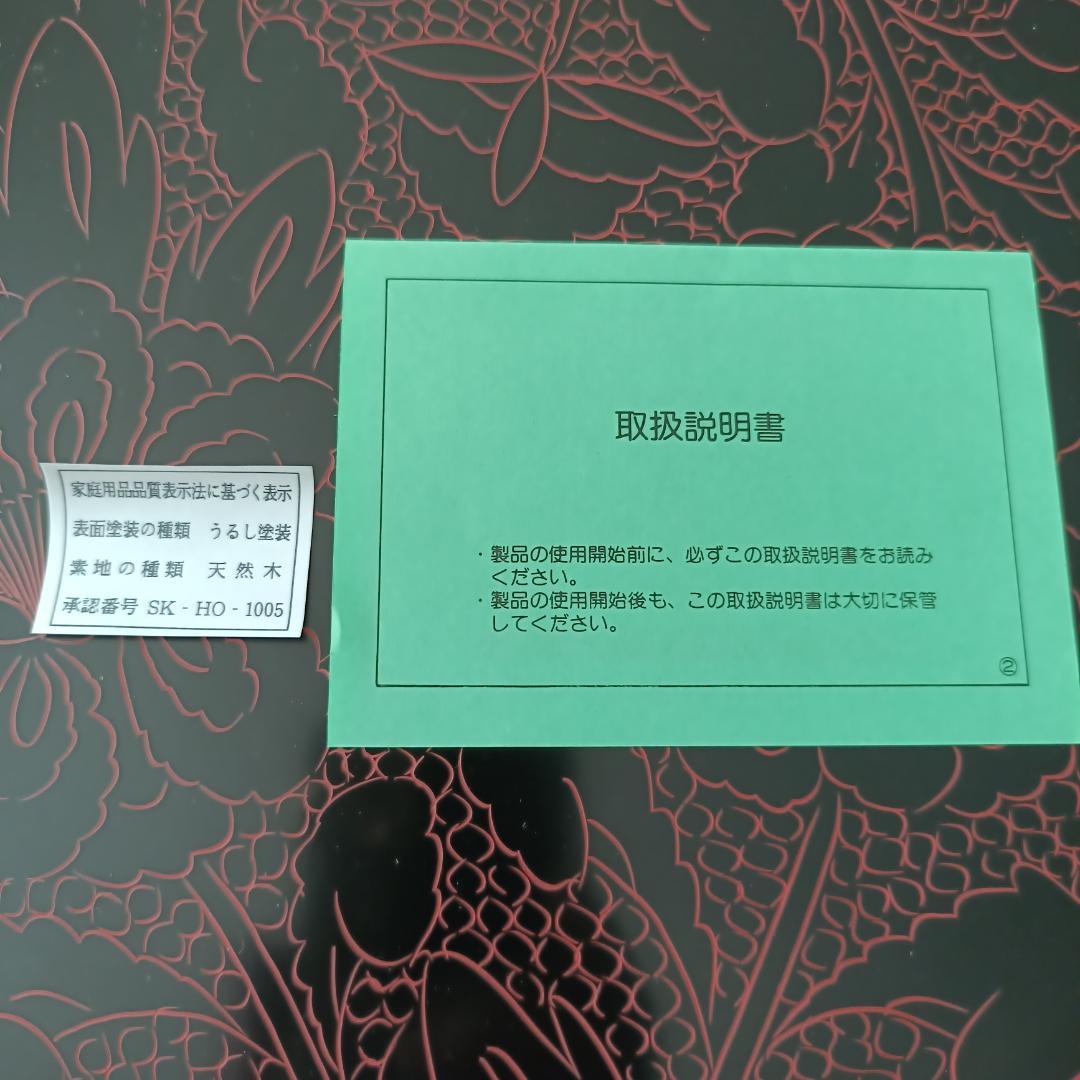 家庭用品品質表示法に基づく表示
表面塗装の種類 うるし塗装
素地の種類 天然木
承認番号 SK - HO - 1005
取扱説明書
・製品の使用開始前に、必ずこの取扱説明書をお読み
ください。
・製品の使用開始後も、この取扱説明書は大切に保管
してください。
②